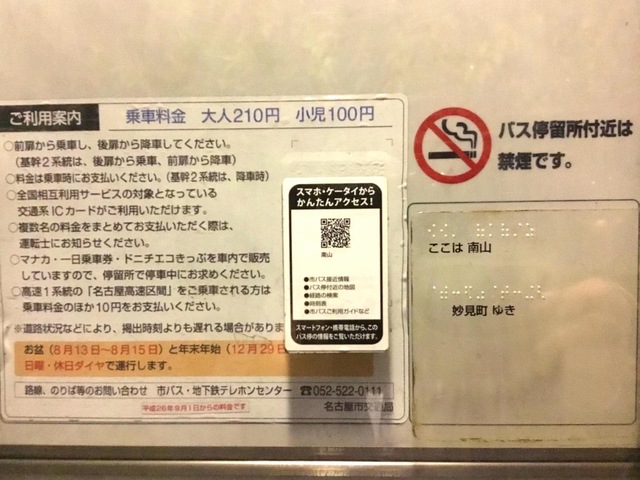 ご利用案内
乗車料金 大人210円 小児100円
○前扉から乗車し、後扉から降車してください。
(基幹2系統は、後扉から乗車、前扉から降車)
○料金は乗車時にお支払いください。(基幹2系統は、降車時)
○全国相互利用サービスの対象となっている
交通系ICカードがご利用いただけます。
○複数名の料金をまとめてお支払いただく際は、
運転士にお知らせください。
○マナカ・一日乗車券・ドニチエコきっぷを車内で販売
していますので、停留所で停車中にお求めください。
○高速1系統の「名古屋高速区間」をご乗車される方は
乗車料金のほか10円をお支払ください。
※道路状況などにより、掲出時刻よりも遅れる場合がありま
お盆(8月13日~8月15日)と年末年始(12月29日
日曜・休日ダイヤで運行します。
路線、のりば等のお問い合わせ 市バス・地下鉄テレホンセンター ☎052-522-0111
平成26年9月1日からの料金です
名古屋市交通局
スマホ・ケータイから
かんたんアクセス!
南山
●市バス接近情報
●バス停付近の地図
●経路の検索
●時刻表
●市バスご利用ガイドなど
スマートフォン・携帯電話から、この
バス停の情報をご覧いただけます。
バス停留所付近は
禁煙です。
ここは 南山
妙見町 ゆき